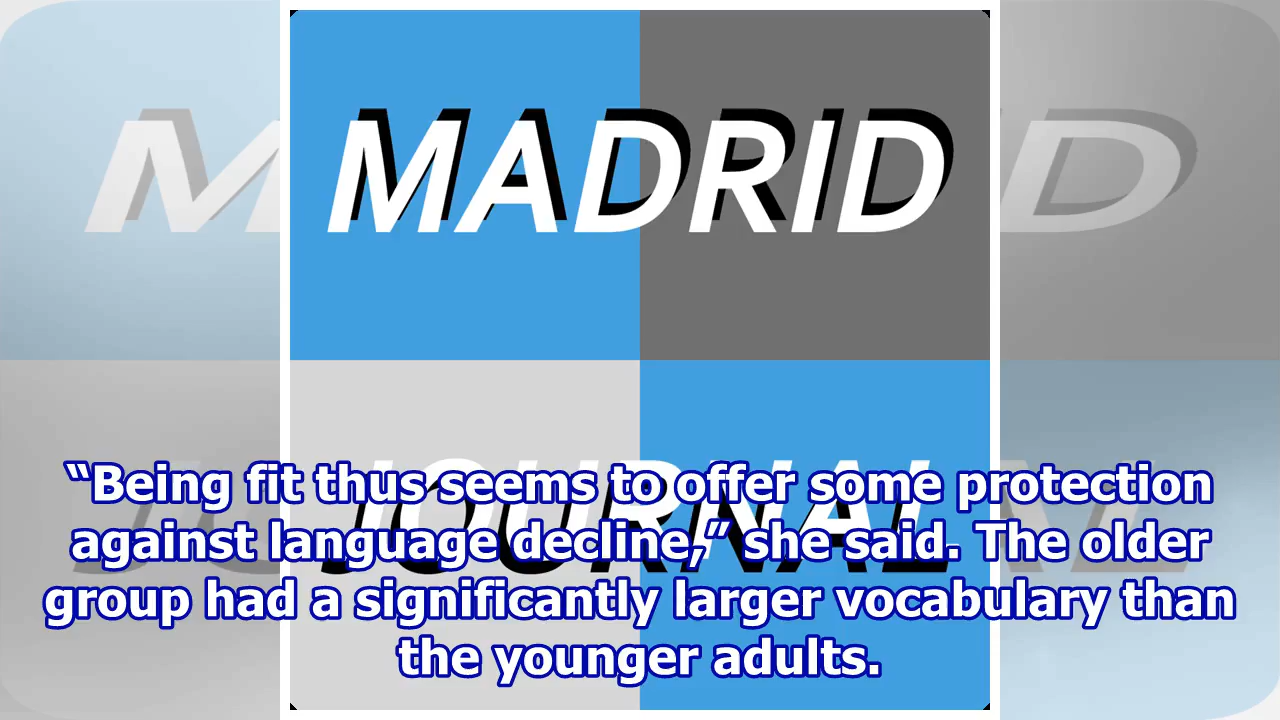 MADRID
JOURNAL
“Being fit thus seems to offer some protection
against language decline,” she said. The older
group had a significantly larger vocabulary than
the younger adults.